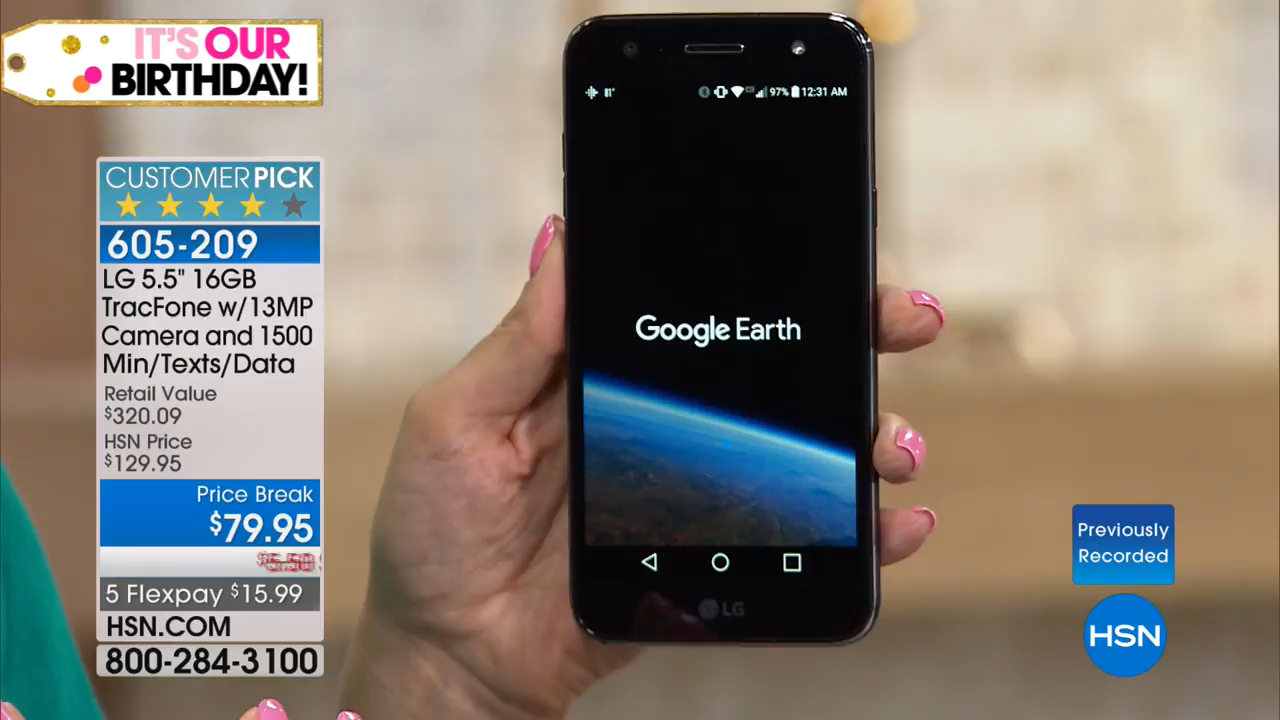 IT'S OUR
BIRTHDAY!
CUSTOMER PICK
605-209
LG 5.5" 16GB
TracFone w/13MP
Camera and 1500
Min/Texts/Data
Retail Value
$320.09
HSN Price
$129.95
Price Break
$79.95
5 Flexpay $15.99
HSN.COM
800-284-3100
81°
97% 12:31 AM
Google Earth
LG
Previously
Recorded
HSN